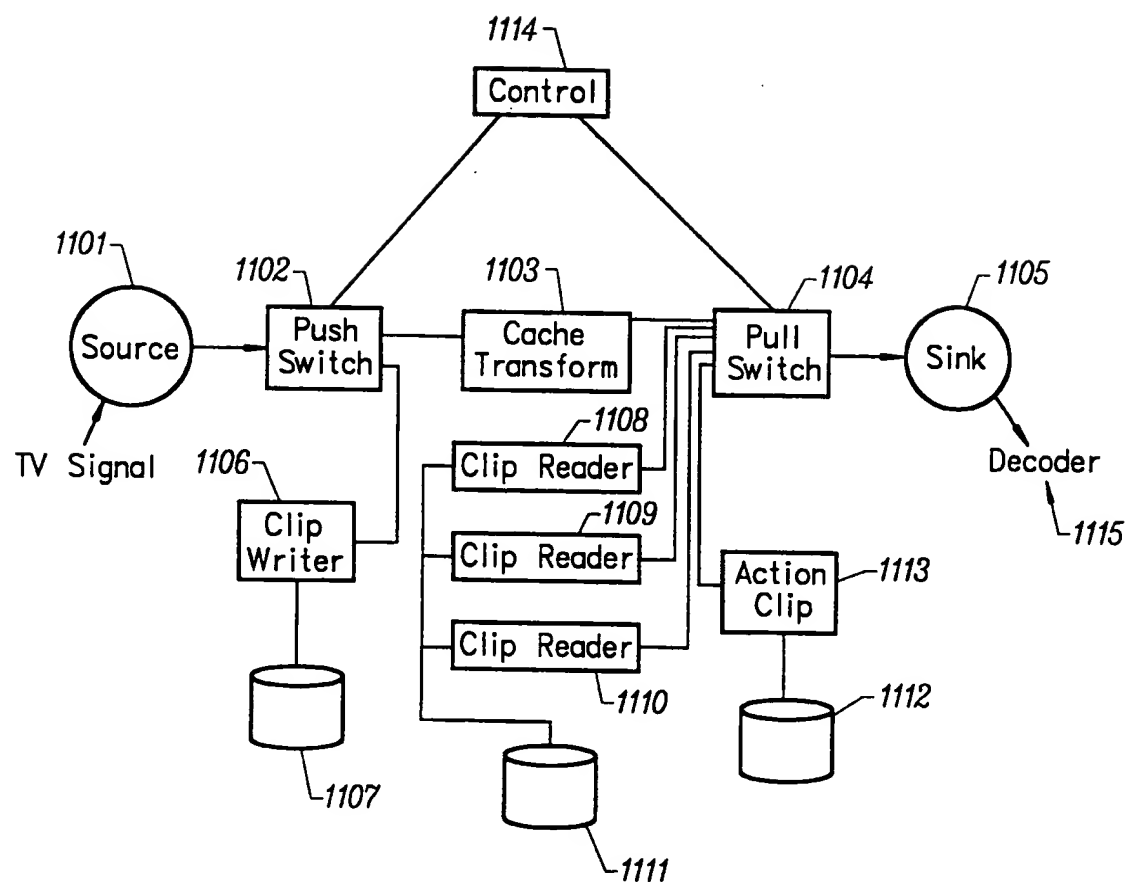 1114
Control
1101
1102
1103
1104
1105
Source
Push
Switch
Cache
Transform
Pull
Switch
Sink
TV Signal
1106
Clip
Writer
1107
1108
Clip Reader
1109
Clip Reader
Clip Reader
1110
1111
Action
Clip
1113
1112
Decoder
1115